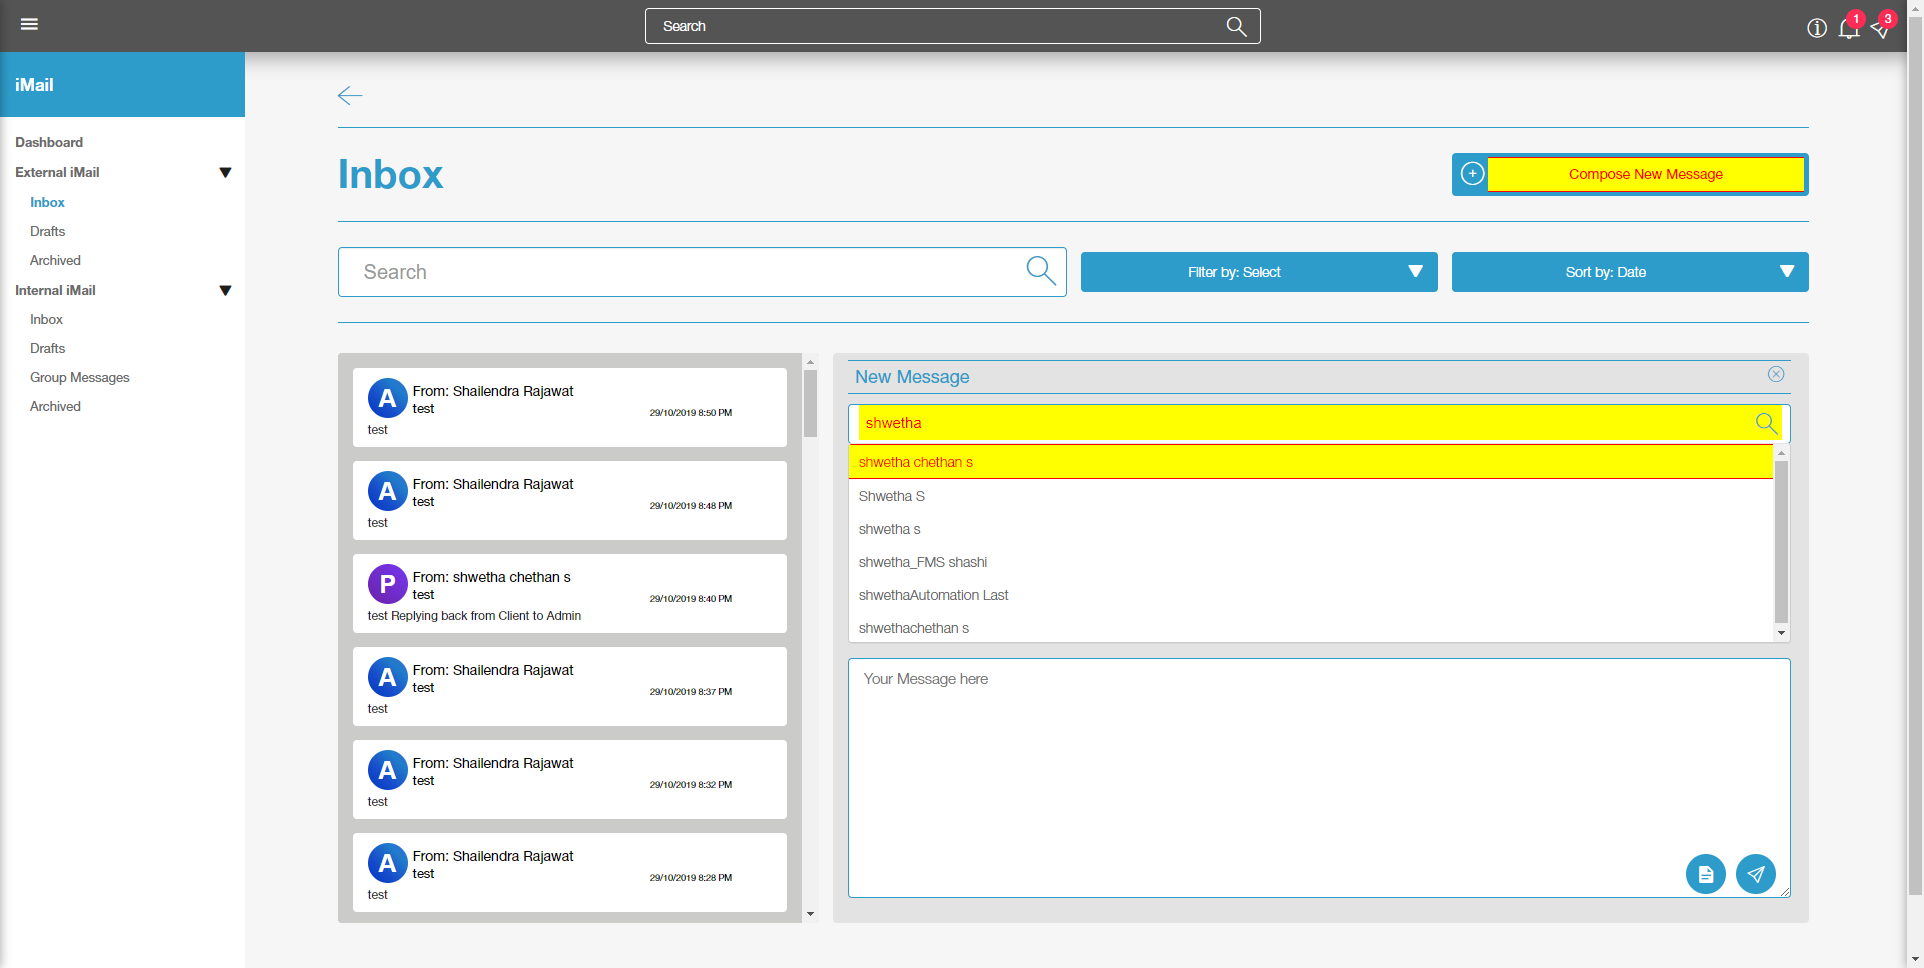 Search
1
3
iMail
Dashboard
External iMail
Inbox
Drafts
Archived
Internal iMail
Inbox
Drafts
Group Messages
Archived
Inbox
Compose New Message
Search
Filter by: Select
Sort by: Date
A
From: Shailendra Rajawat
test
29/10/2019 8:50 PM
test
A
From: Shailendra Rajawat
test
29/10/2019 8:48 PM
test
P
From: shwetha chethan s
test
29/10/2019 8:40 PM
test Replying back from Client to Admin
A
From: Shailendra Rajawat
test
29/10/2019 8:37 PM
test
A
From: Shailendra Rajawat
test
29/10/2019 8:32 PM
test
A
From: Shailendra Rajawat
test
29/10/2019 8:28 PM
test
New Message
shwetha
shwetha chethan s
Shwetha S
shwetha s
shwetha_FMS shashi
shwethaAutomation Last
shwethachethan s
Your Message here